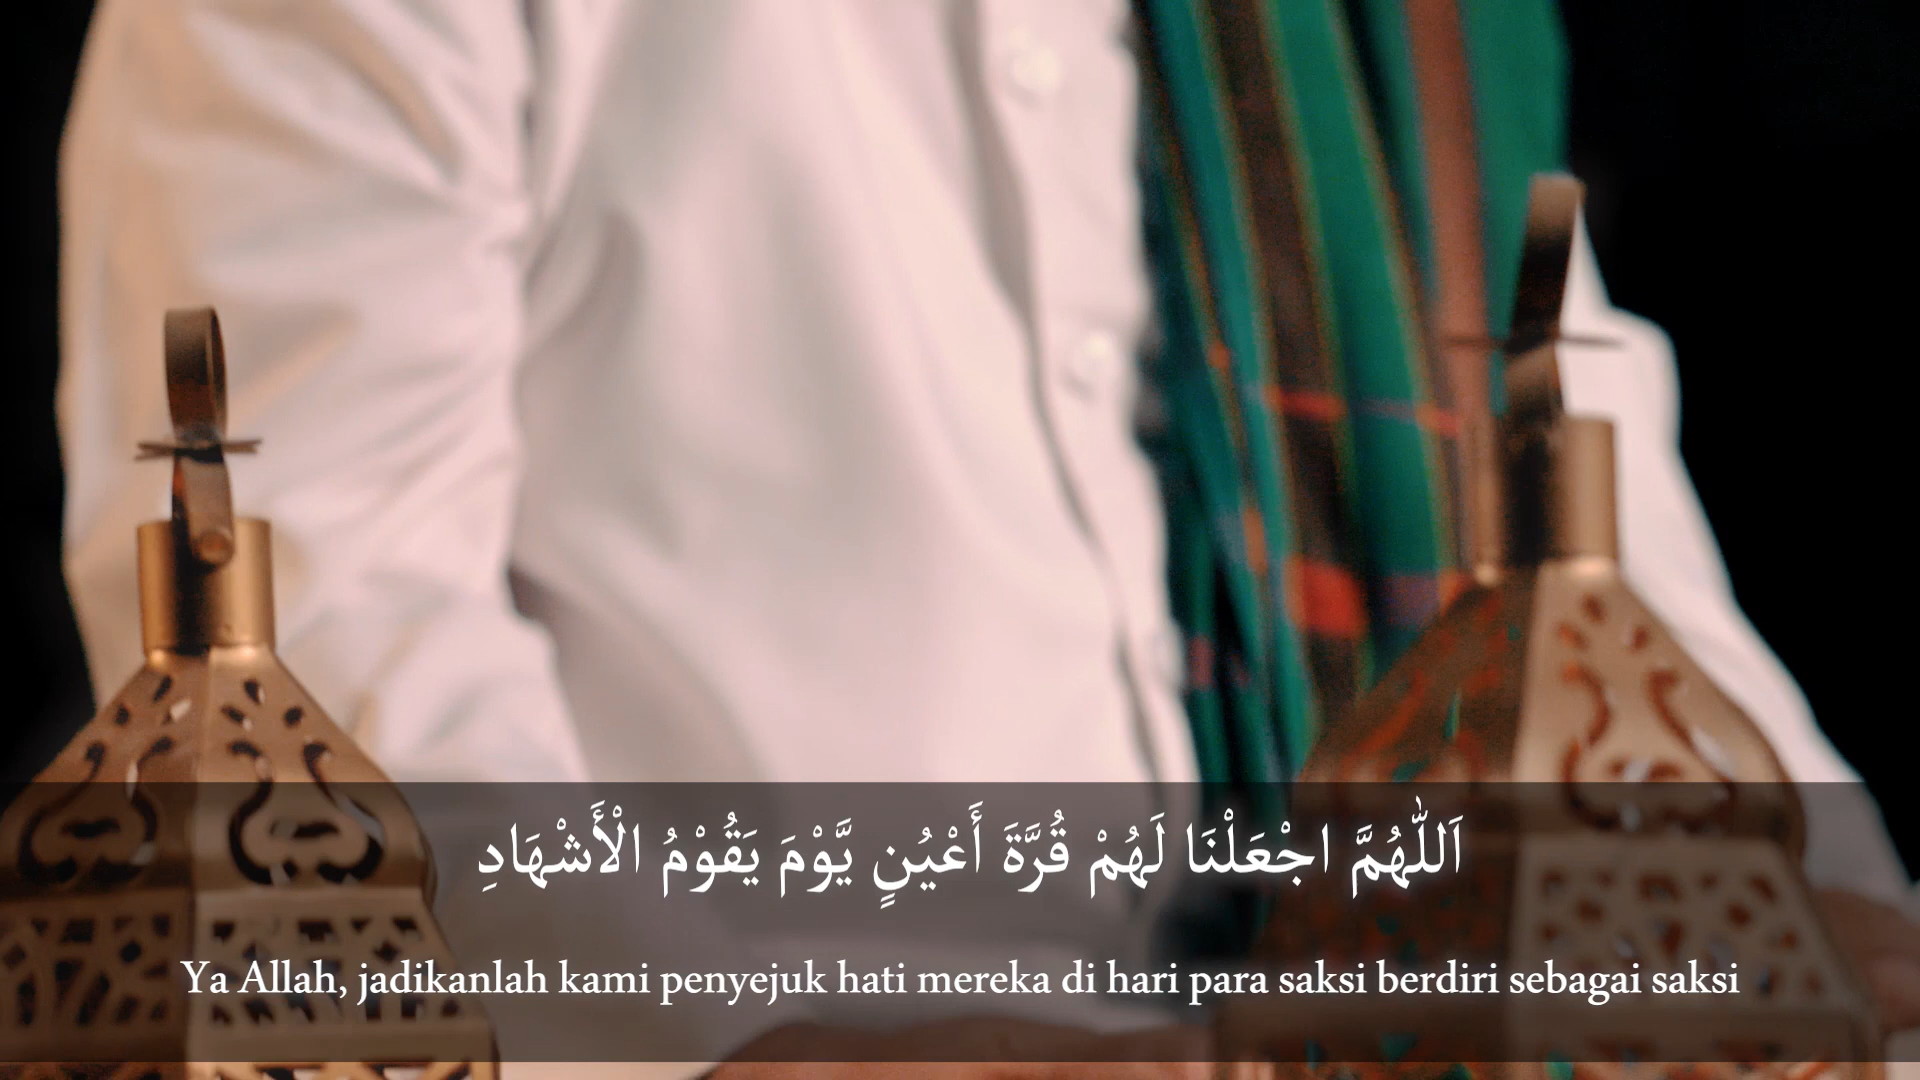 اَللّٰهُمَّ اجْعَلْنَا لَهُمْ قُرَّةَ أَعْيُنٍ يَّوْمَ يَقُوْمُ الْأَشْهَادِ
Ya Allah, jadikanlah kami penyejuk hati mereka di hari para saksi berdiri sebagai saksi